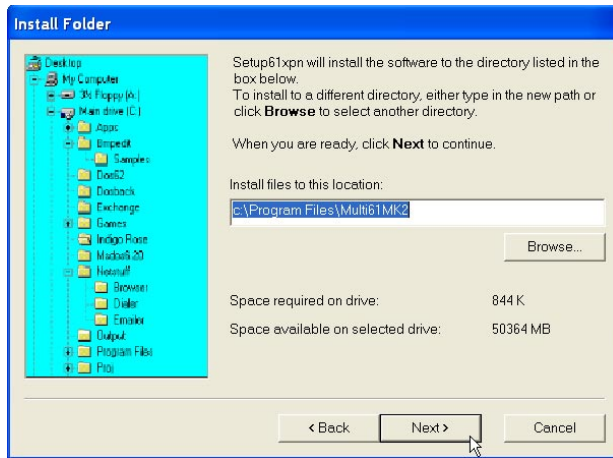 Install Folder
Desktop
My Computer
3½ Floppy (A:)
Main drive (C:)
Apps
Bmpedit
Samples
Dos62
Dosback
Exchange
Games
Indigo Rose
Msdos6.20
Netstuff
Browser
Dialer
Emailer
Output
Program Files
Proj
Setup61xpn will install the software to the directory listed in the
box below.
To install to a different directory, either type in the new path or
click Browse to select another directory.
When you are ready, click Next to continue.
Install files to this location:
c:\Program Files\Multi61MK2
Browse...
Space required on drive: 844 K
Space available on selected drive: 50364 MB
< Back Next > Cancel